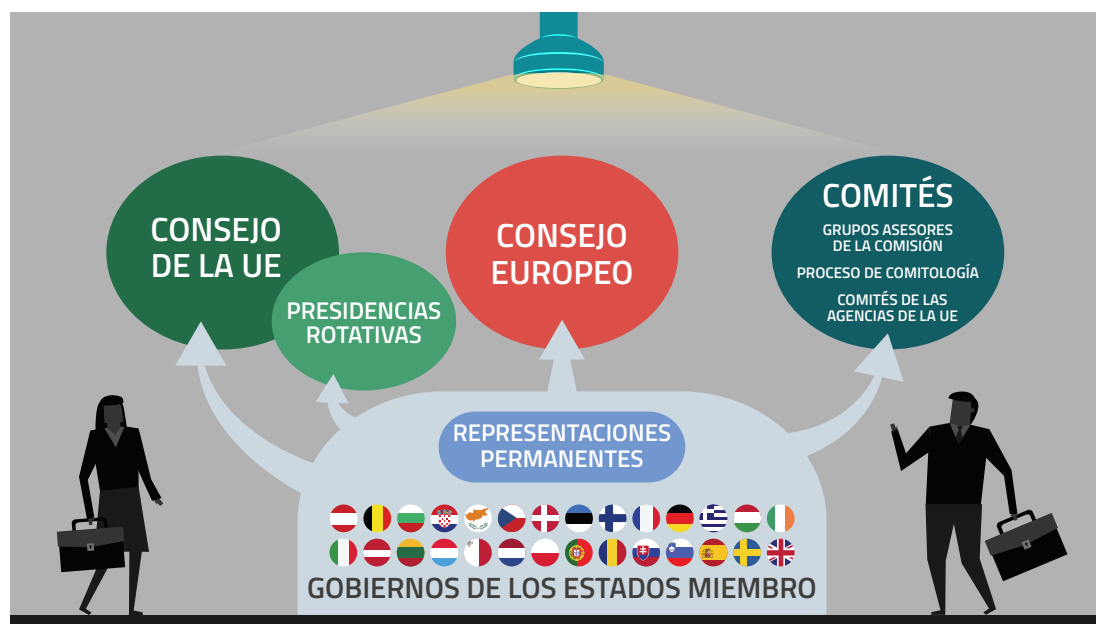 CONSEJO
DE LA UE
PRESIDENCIAS
ROTATIVAS
CONSEJO
EUROPEO
COMITÉS
GRUPOS ASESORES
DE LA COMISIÓN
PROCESO DE COMITOLOGÍA
COMITÉS DE LAS
AGENCIAS DE LA UE
REPRESENTACIONES
PERMANENTES
GOBIERNOS DE LOS ESTADOS MIEMBRO